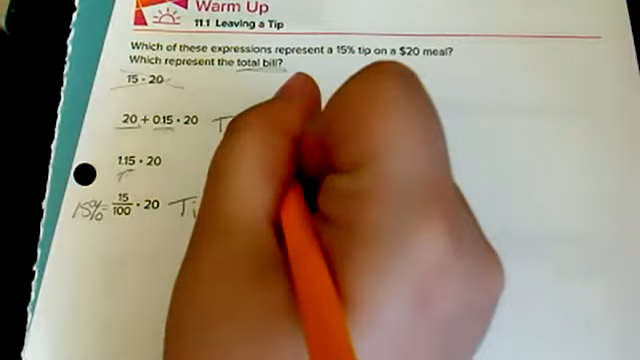 Warm Up
11.1 Leaving a Tip
Which of these expressions represent a 15% tip on a $20 meal?
Which represent the total bill?
15 · 20
20 + 0.15 · 20 T
1.15 · 20
15% = 15/100 · 20 Ti